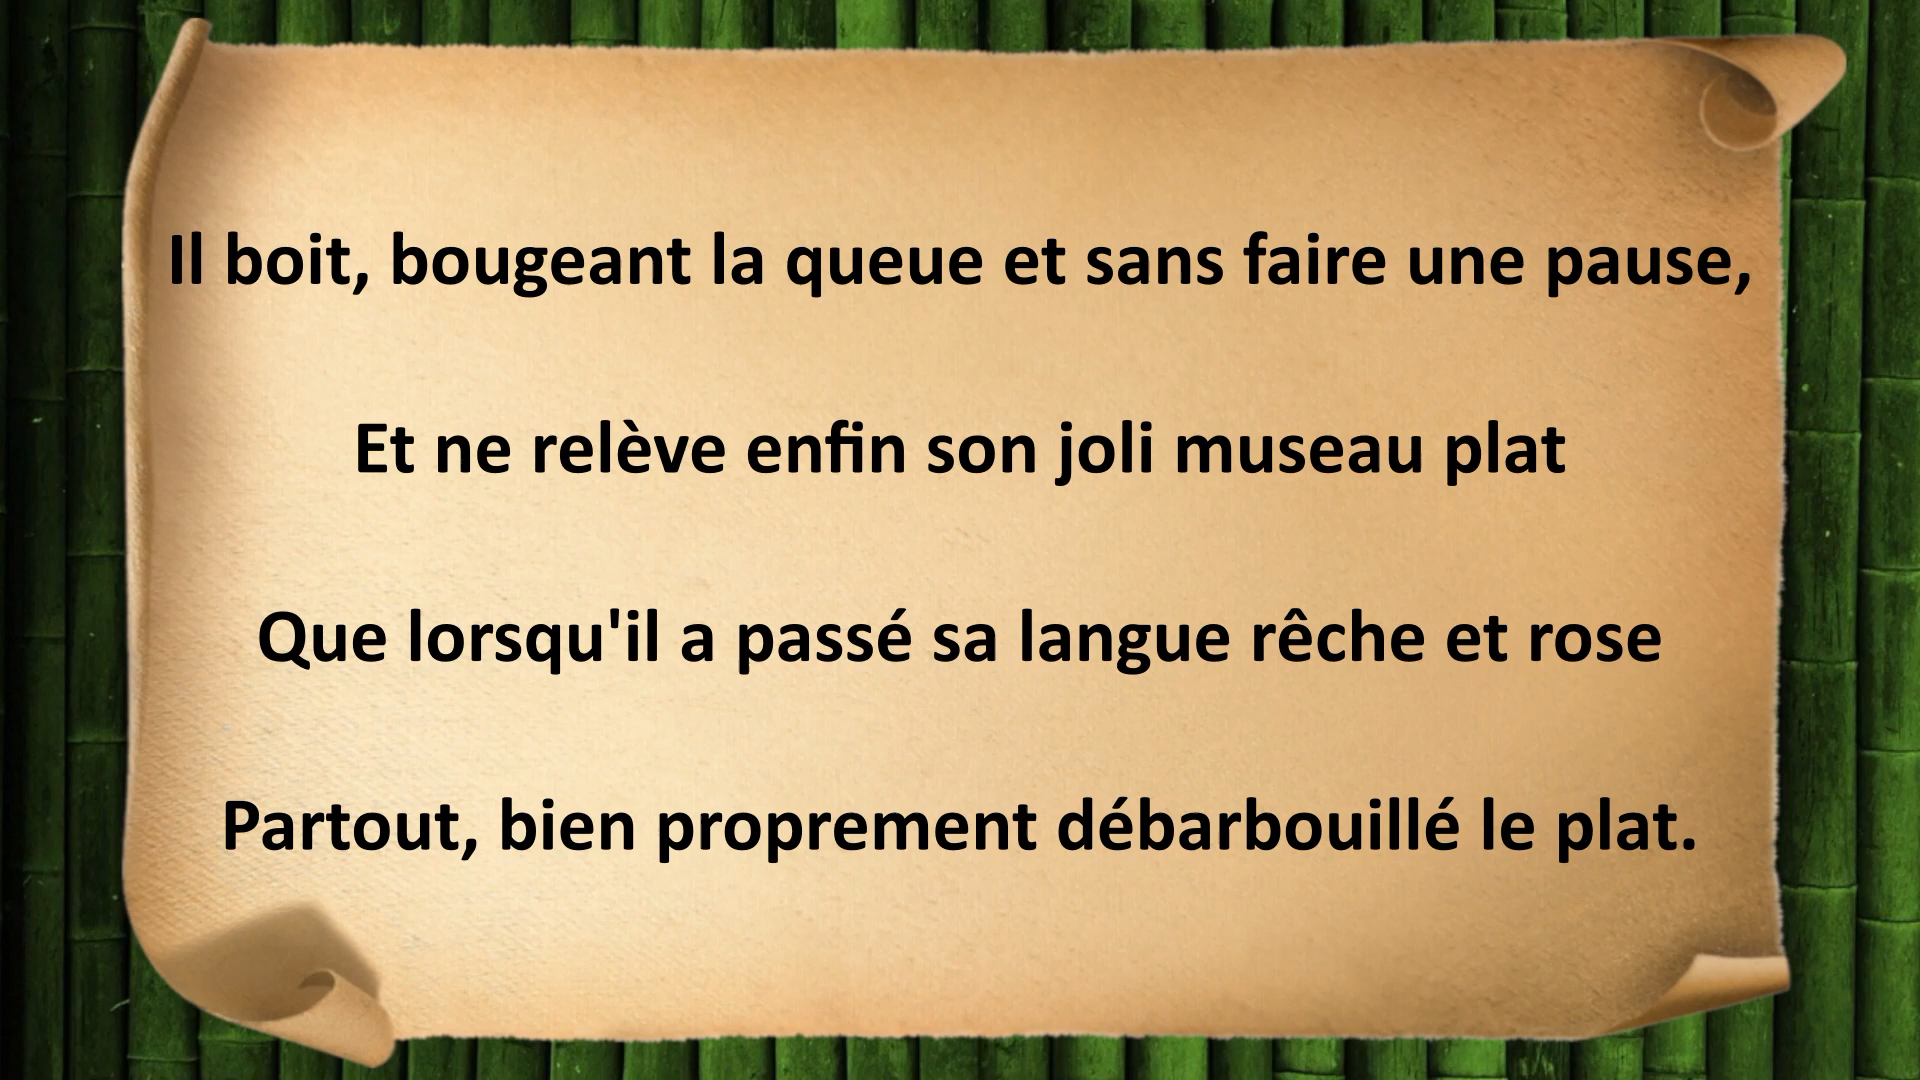 Il boit, bougeant la queue et sans faire une pause,
Et ne relève enfin son joli museau plat
Que lorsqu'il a passé sa langue rêche et rose
Partout, bien proprement débarbouillé le plat.